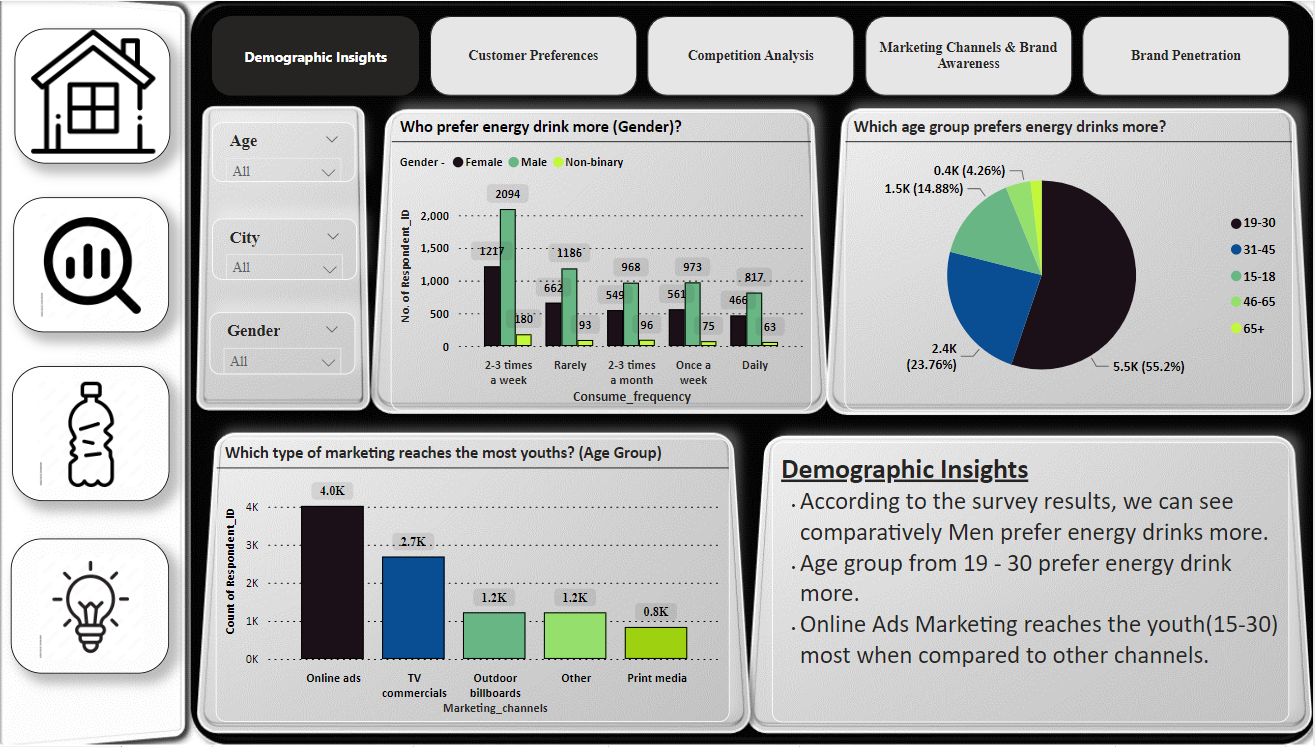 Demographic Insights
Customer Preferences
Competition Analysis
Marketing Channels & Brand
Awareness
Brand Penetration
Age
All
City
All
Gender
All
Who prefer energy drink more (Gender)?
Gender - Female Male Non-binary
No. of Respondent_ID
2,000
1,500
1,000
500
0
2094
1217
180
1186
662
93
968
549
96
973
561
75
817
466
63
2-3 times
a week
Rarely
2-3 times
a month
Once a
week
Daily
Consume_frequency
Which age group prefers energy drinks more?
0.4K (4.26%)
1.5K (14.88%)
2.4K
(23.76%)
5.5K (55.2%)
19-30
31-45
15-18
46-65
65+
Which type of marketing reaches the most youths? (Age Group)
Count of Respondent_ID
4K
3K
2K
1K
0K
4.0K
2.7K
1.2K
1.2K
0.8K
Online ads
TV
commercials
Outdoor
billboards
Other
Print media
Marketing_channels
Demographic Insights
. According to the survey results, we can see
comparatively Men prefer energy drinks more.
. Age group from 19 - 30 prefer energy drink
more.
. Online Ads Marketing reaches the youth(15-30)
most when compared to other channels.